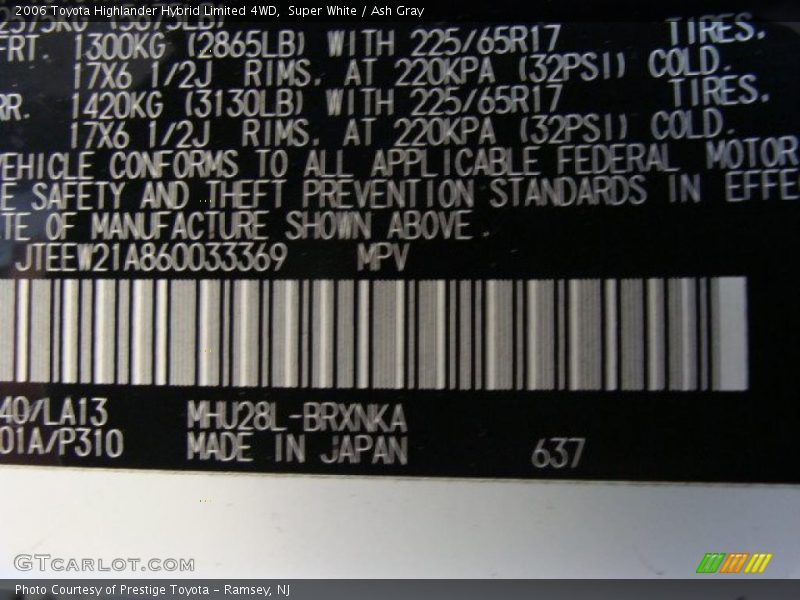 2006 Toyota Highlander Hybrid Limited 4WD, Super White / Ash Gray
FRT. 1300KG (2865LB) WITH 225/65R17 TIRES.
17X6 1/2J RIMS. AT 220KPA (32PSI) COLD.
RR. 1420KG (3130LB) WITH 225/65R17 TIRES.
17X6 1/2J RIMS. AT 220KPA (32PSI) COLD.
VEHICLE CONFORMS TO ALL APPLICABLE FEDERAL MOTOR
E SAFETY AND THEFT PREVENTION STANDARDS IN EFFE
TE OF MANUFACTURE SHOWN ABOVE.
JTEEW21A860033369 MPV
40/LA13 MHU28L-BRXNKA
01A/P310 MADE IN JAPAN 637
GTCARLOT.COM
Photo Courtesy of Prestige Toyota - Ramsey, NJ